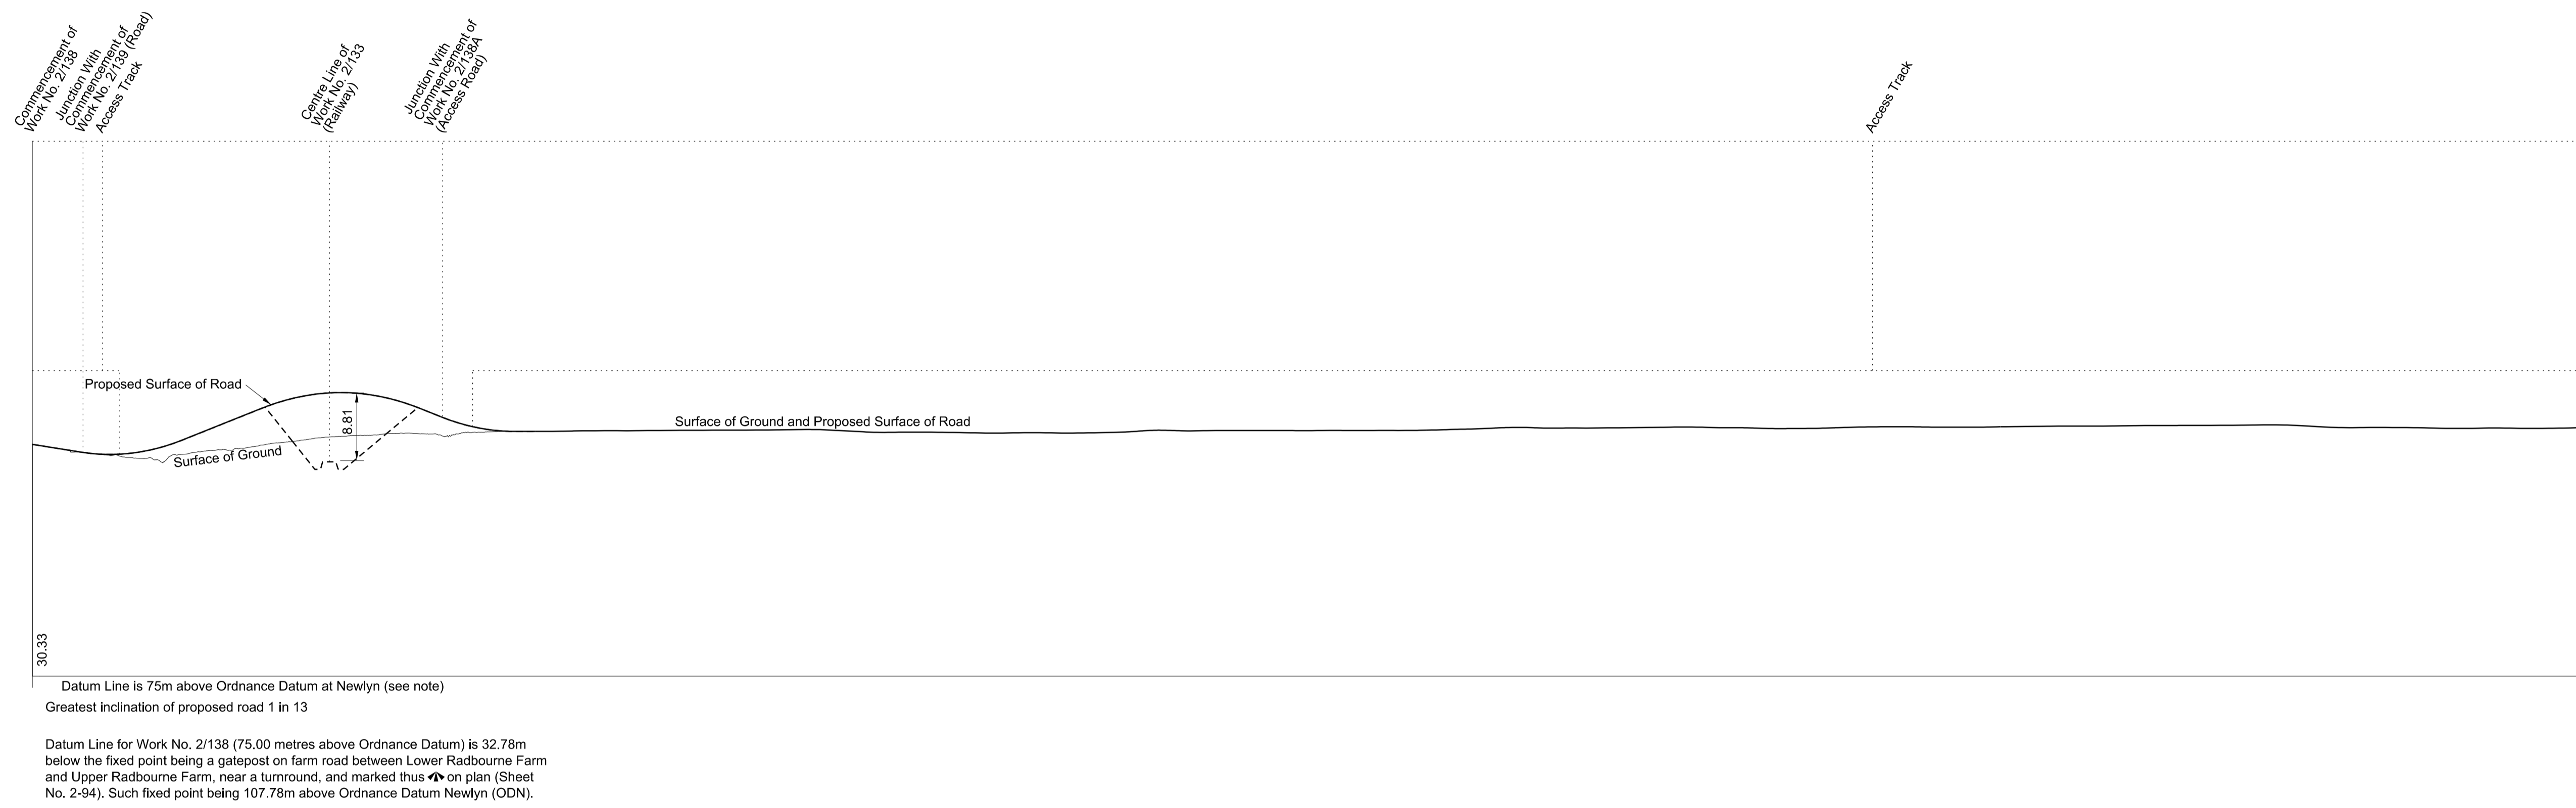 Commencement of
Work No. 2/138
Junction With
Commencement of
Work No. 2/139 (Road)
Access Track
Centre Line of
Work No. 2/133
(Railway)
Junction With
Commencement of
Work No. 2/138A
(Access Road)
Access Track
Proposed Surface of Road
8.81
Surface of Ground and Proposed Surface of Road
Surface of Ground
30.33
Datum Line is 75m above Ordnance Datum at Newlyn (see note)
Greatest inclination of proposed road 1 in 13
Datum Line for Work No. 2/138 (75.00 metres above Ordnance Datum) is 32.78m
below the fixed point being a gatepost on farm road between Lower Radbourne Farm
and Upper Radbourne Farm, near a turnround, and marked thus on plan (Sheet
No. 2-94). Such fixed point being 107.78m above Ordnance Datum Newlyn (ODN).